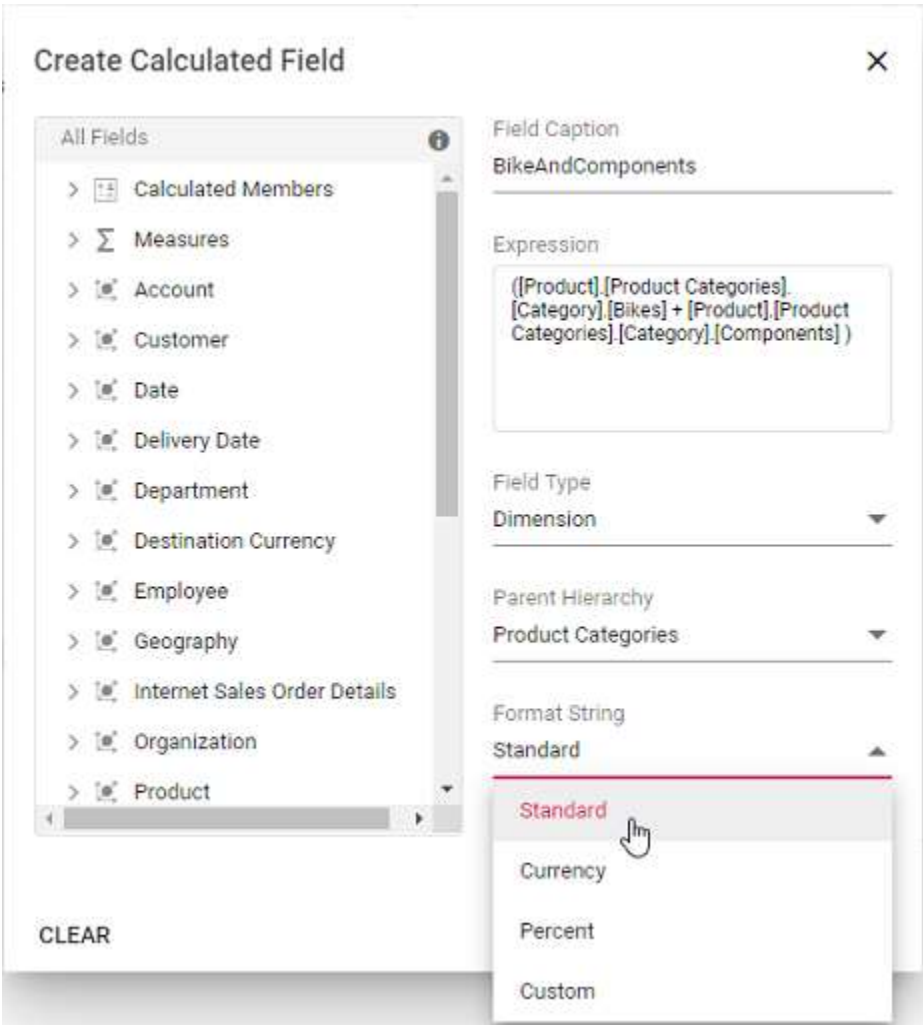 Create Calculated Field
All Fields
Calculated Members
Measures
Account
Customer
Date
Delivery Date
Department
Destination Currency
Employee
Geography
Internet Sales Order Details
Organization
Product
Field Caption
BikeAndComponents
Expression
([Product].[Product Categories].
[Category].[Bikes] + [Product].[Product
Categories].[Category].[Components] )
Field Type
Dimension
Parent Hierarchy
Product Categories
Format String
Standard
Standard
Currency
Percent
Custom
CLEAR